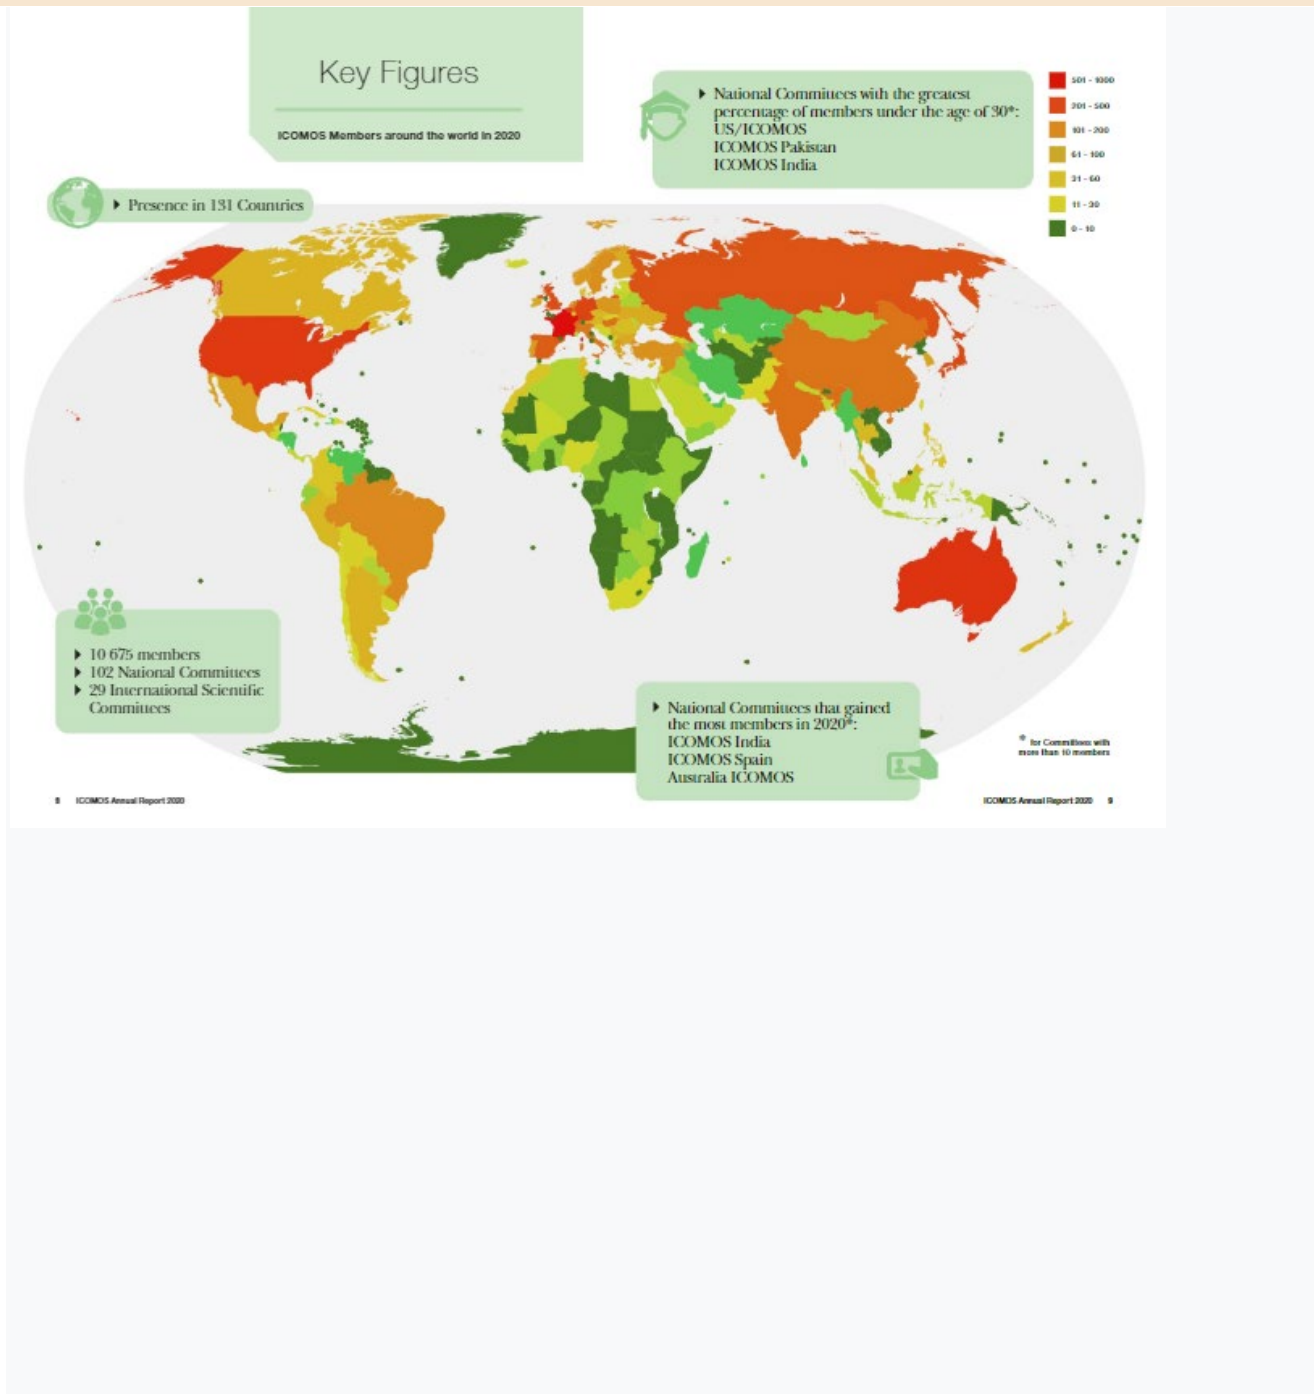 Key Figures
ICOMOS Members around the world in 2020
National Committees with the greatest
percentage of members under the age of 30*:
US/ICOMOS
ICOMOS Pakistan
ICOMOS India
501 - 1000
201 - 500
101 - 200
61 - 100
31 - 60
11 - 30
0 - 10
Presence in 131 Countries
10 675 members
102 National Committees
29 International Scientific
Committees
National Committees that gained
the most members in 2020*:
ICOMOS India
ICOMOS Spain
Australia ICOMOS
* for Committees with
more than 10 members
8 ICOMOS Annual Report 2020
ICOMOS Annual Report 2020 9